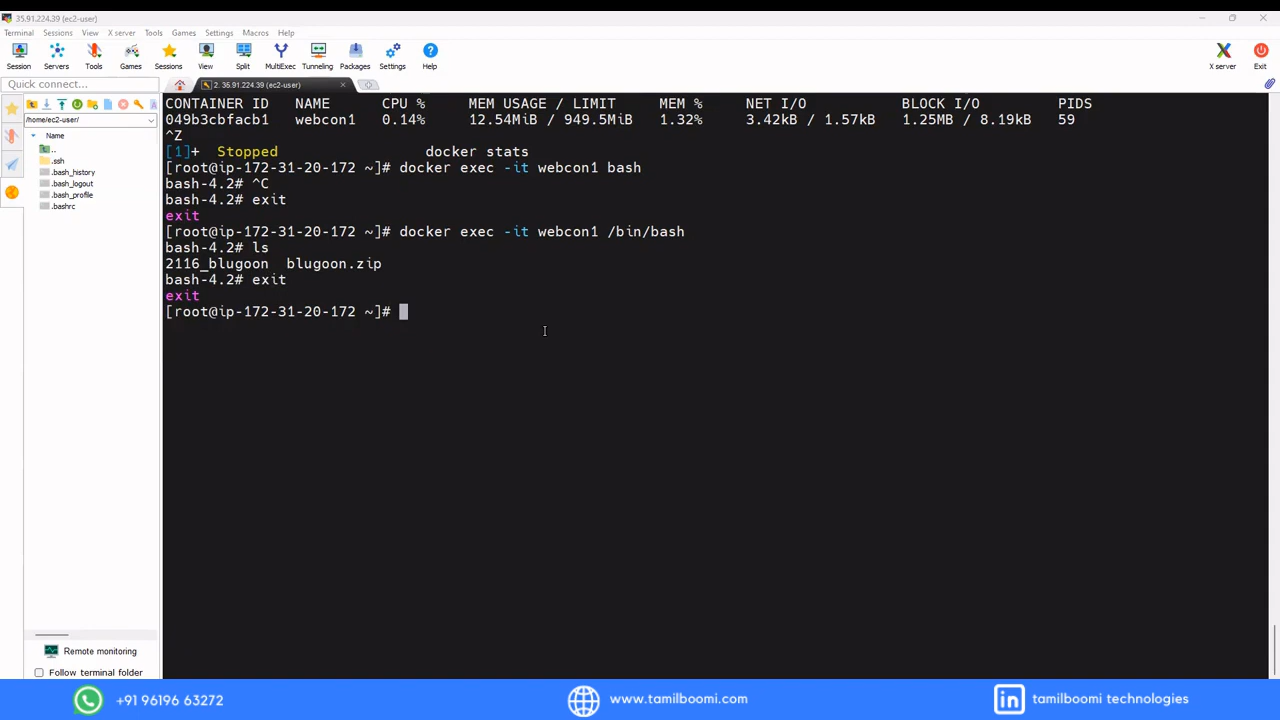 35.91.224.39 (ec2-user)
Terminal Sessions View X server Tools Games Settings Macros Help
Session Servers Tools Games Sessions View Split MultiExec Tunneling Packages Settings Help X server Exit
Quick connect...
2. 35.91.224.39 (ec2-user)
/home/ec2-user/
Name
..
.ssh
.bash_history
.bash_logout
.bash_profile
.bashrc
CONTAINER ID NAME CPU % MEM USAGE / LIMIT MEM % NET I/O BLOCK I/O PIDS
049b3cbfacb1 webcon1 0.14% 12.54MiB / 949.5MiB 1.32% 3.42kB / 1.57kB 1.25MB / 8.19kB 59
^Z
[1]+ Stopped docker stats
[root@ip-172-31-20-172 ~]# docker exec -it webcon1 bash
bash-4.2# ^C
bash-4.2# exit
exit
[root@ip-172-31-20-172 ~]# docker exec -it webcon1 /bin/bash
bash-4.2# ls
2116_blugoon blugoon.zip
bash-4.2# exit
exit
[root@ip-172-31-20-172 ~]#
Remote monitoring
Follow terminal folder
+91 96196 63272
www.tamilboomi.com
in tamilboomi technologies